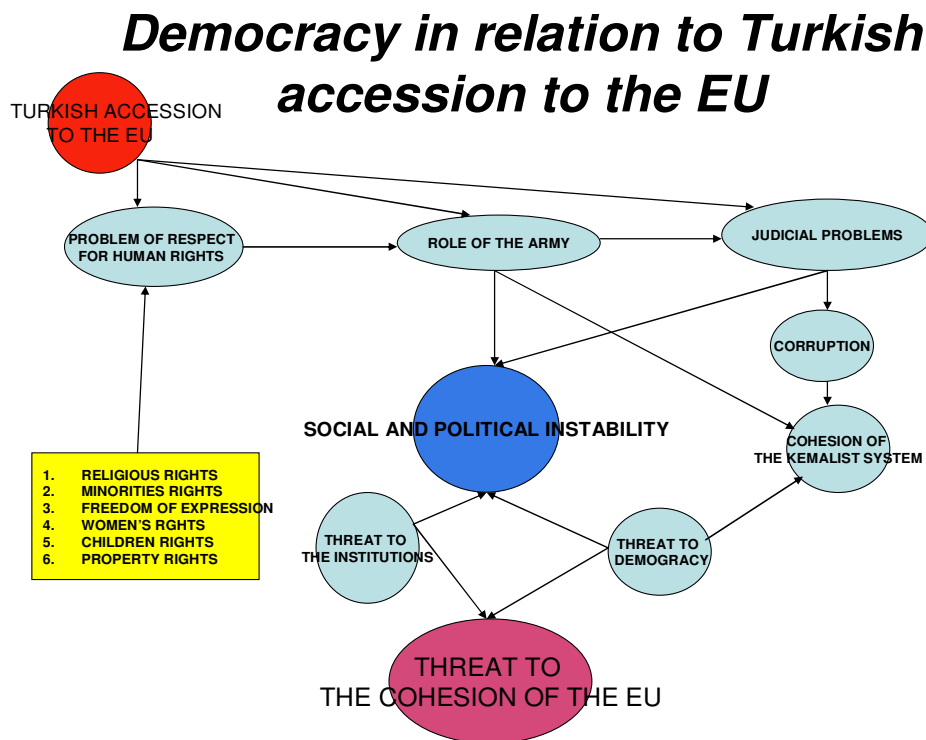 Democracy in relation to Turkish
accession to the EU
TURKISH ACCESSION
TO THE EU
PROBLEM OF RESPECT
FOR HUMAN RIGHTS
ROLE OF THE ARMY
JUDICIAL PROBLEMS
CORRUPTION
SOCIAL AND POLITICAL INSTABILITY
COHESION OF
THE KEMALIST SYSTEM
1. RELIGIOUS RIGHTS
2. MINORITIES RIGHTS
3. FREEDOM OF EXPRESSION
4. WOMEN'S RGHTS
5. CHILDREN RIGHTS
6. PROPERTY RIGHTS
THREAT TO
THE INSTITUTIONS
THREAT TO
DEMOGRACY
THREAT TO
THE COHESION OF THE EU